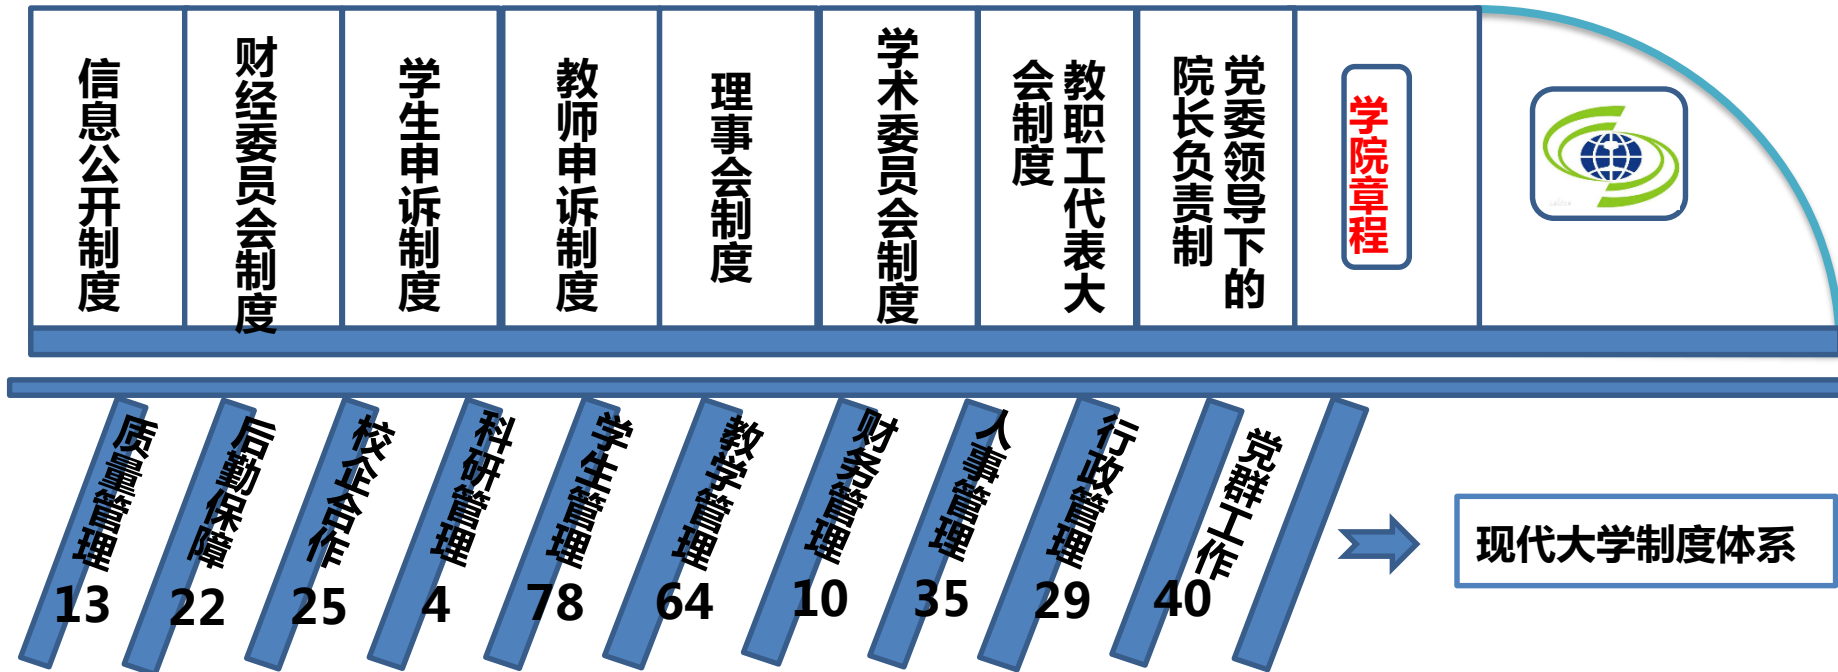 信息公开制度
财经委员会制度
学生申诉制度
教师申诉制度
理事会制度
学术委员会制度
教职工代表大
会制度
党委领导下的
院长负责制
学院章程
质量管理
13
后勤保障
22
校企合作
25
科研管理
4
学生管理
78
教学管理
64
财务管理
10
人事管理
35
行政管理
29
党群工作
40
现代大学制度体系